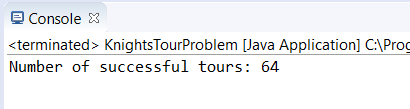 Console
<terminated> KnightsTourProblem [Java Application] C:\Prog
Number of successful tours: 64